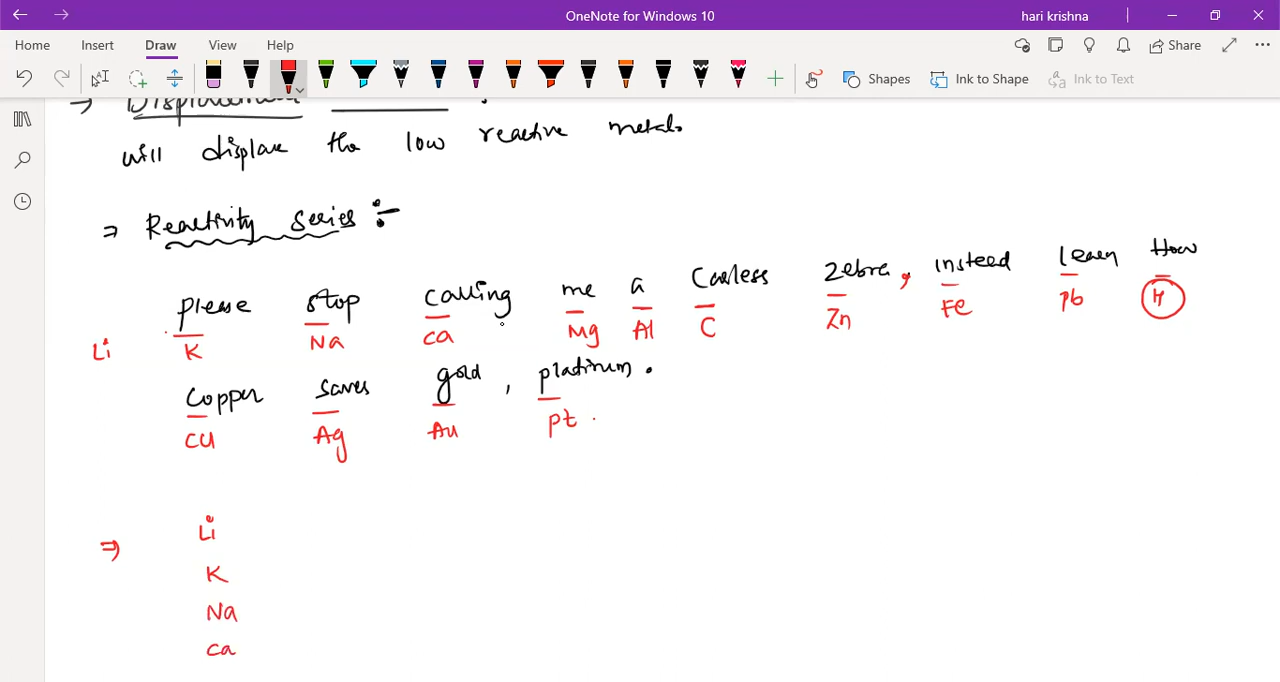 OneNote for Windows 10
hari krishna
Home Insert Draw View Help
Share
Shapes Ink to Shape Ink to Text
⇒ Displacement
will displace the low reactive metals
⇒ Reactivity series ÷
please stop calling me a Careless Zebra, instead learn How
Li K Na Ca Mg Al C Zn Fe Pb H
Copper saves gold, platinum.
Cu Ag Au Pt.
⇒ Li
K
Na
Ca